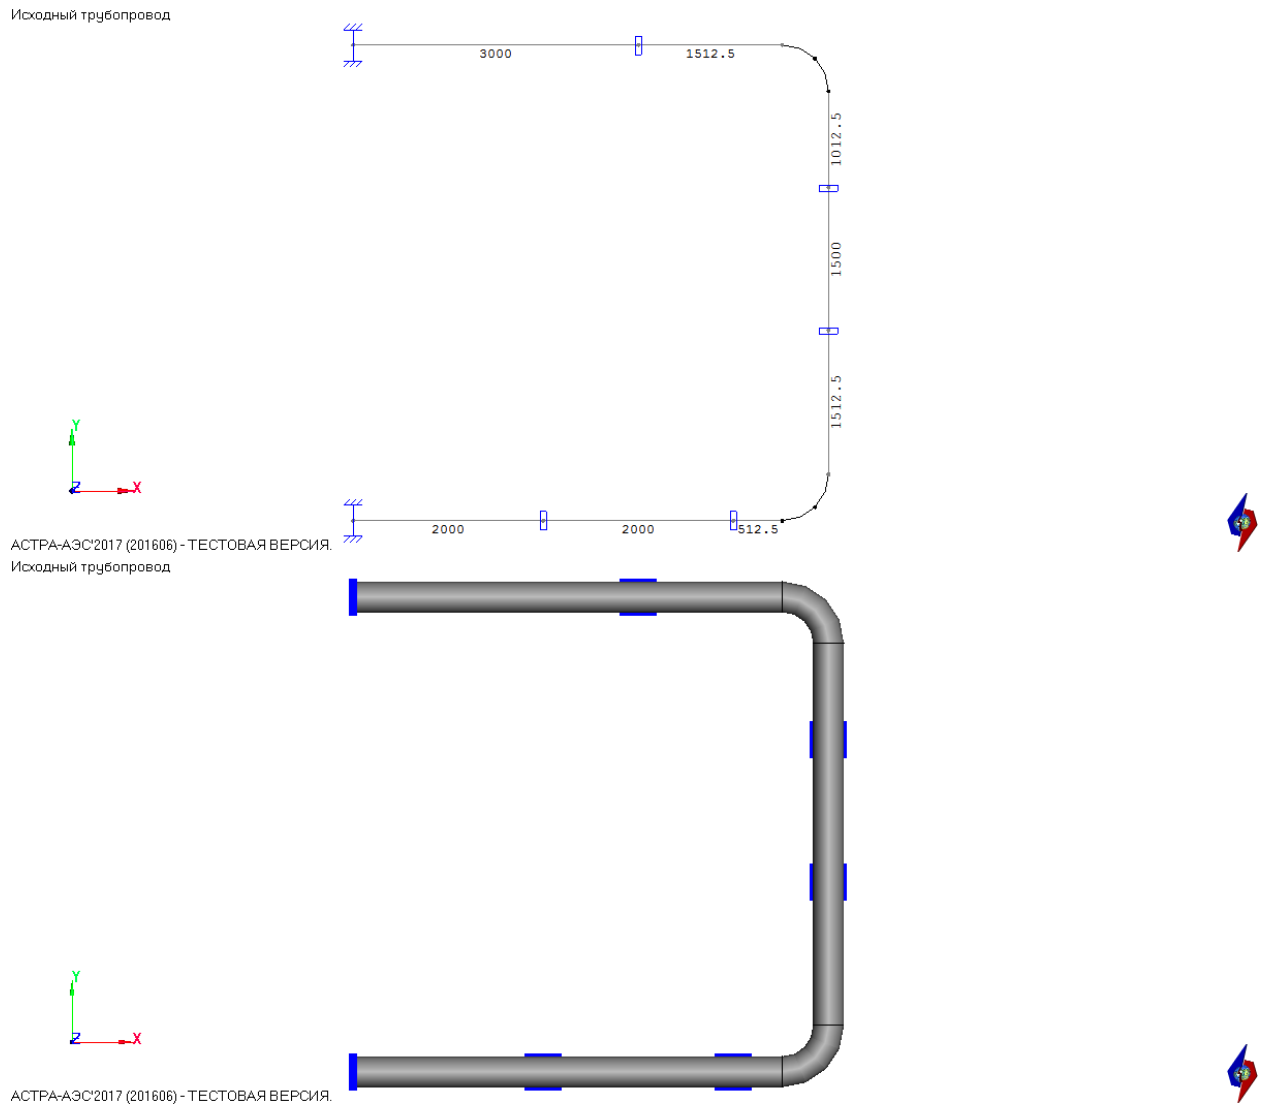 Исходный трубопровод
3000
1512.5
1012.5
1500
1512.5
Y
Z
X
2000
2000
512.5
АСТРА-АЭС'2017 (201606) - ТЕСТОВАЯ ВЕРСИЯ.
Исходный трубопровод
Y
Z
X
АСТРА-АЭС'2017 (201606) - ТЕСТОВАЯ ВЕРСИЯ.